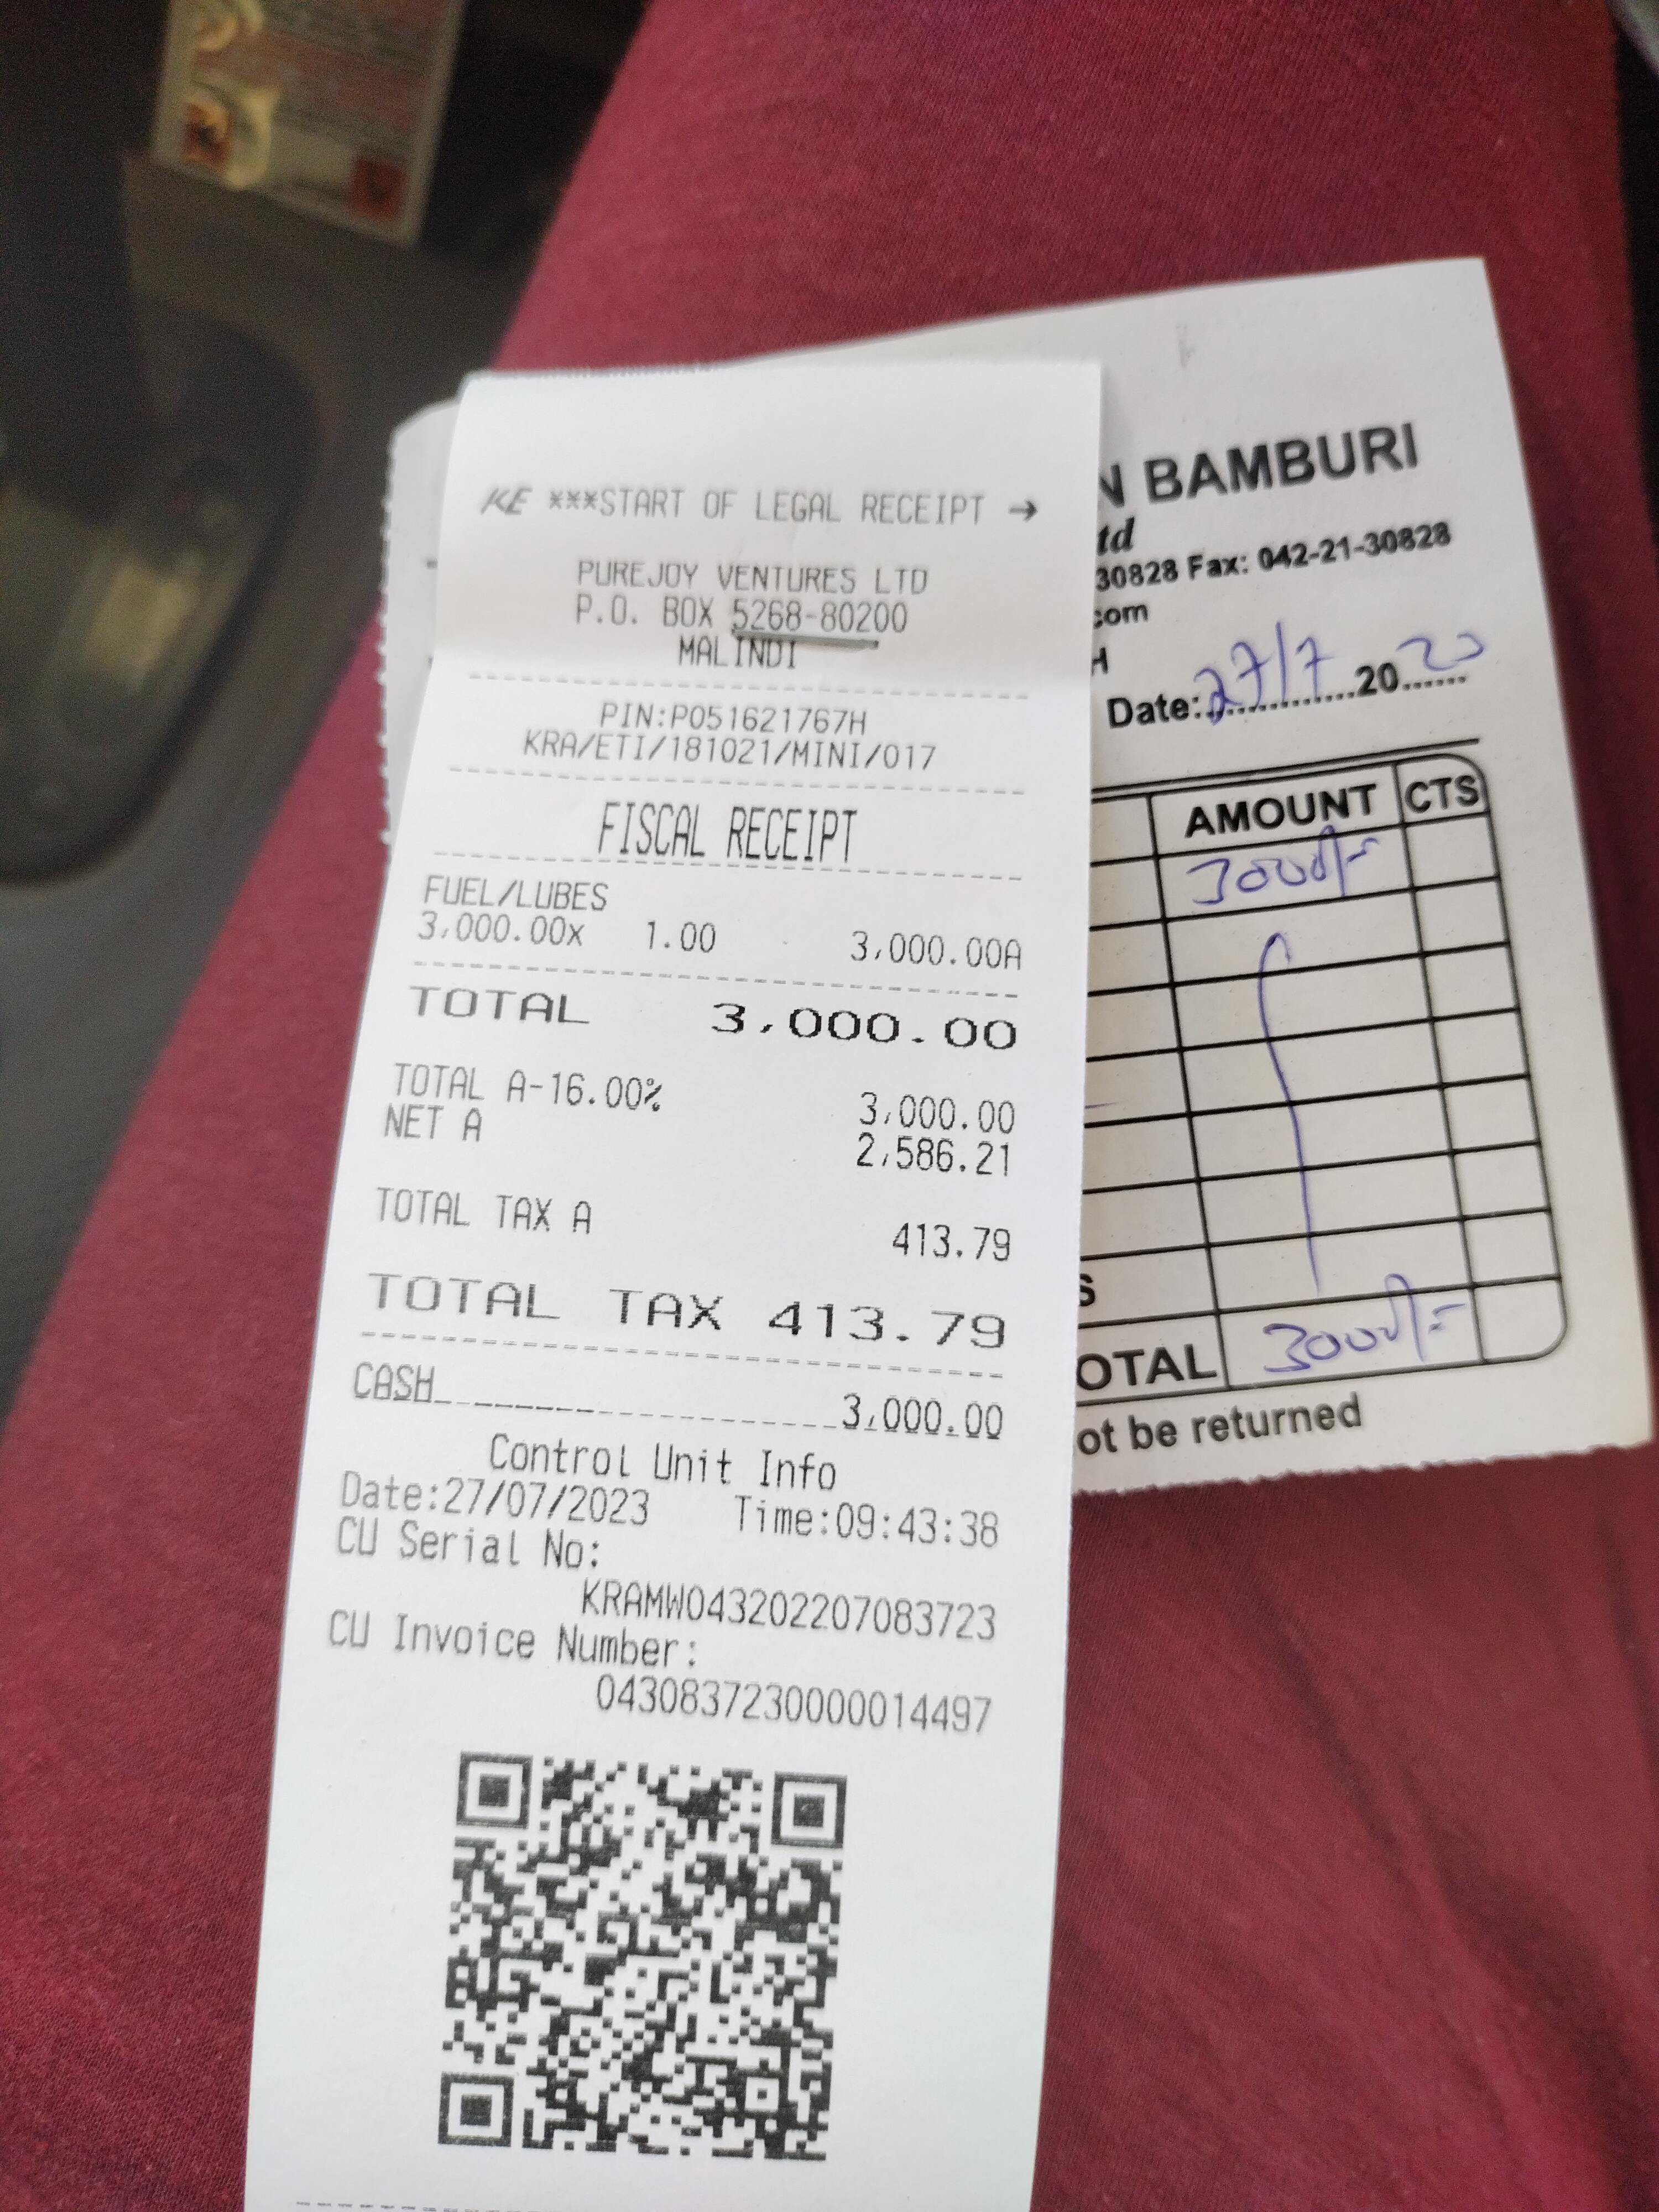 KE ***START OF LEGAL RECEIPT →
PUREJOY VENTURES LTD
P.O. BOX 5268-80200
MALINDI
PIN:P051621767H
KRA/ETI/181021/MINI/017
FISCAL RECEIPT
FUEL/LUBES
3,000.00x 1.00 3,000.00A
TOTAL 3,000.00
TOTAL A-16.00% 3,000.00
NET A 2,586.21
TOTAL TAX A 413.79
TOTAL TAX 413.79
CASH 3,000.00
Control Unit Info
Date:27/07/2023 Time:09:43:38
CU Serial No:
KRAMW043202207083723
CU Invoice Number:
0430837230000014497
N BAMBURI
td
30828 Fax: 042-21-30828
com
H
Date: 27/7 20 23
AMOUNT CTS
3000/=
S
OTAL 3000/=
ot be returned